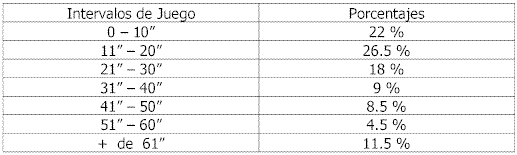 Intervalos de Juego Porcentajes
0 – 10” 22 %
11” – 20” 26.5 %
21” – 30” 18 %
31” – 40” 9 %
41” – 50” 8.5 %
51” – 60” 4.5 %
+ de 61” 11.5 %